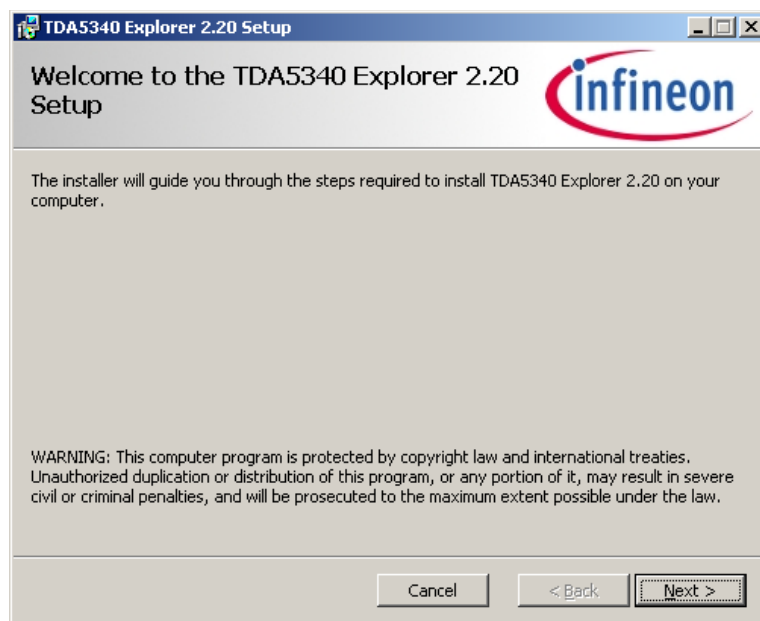 TDA5340 Explorer 2.20 Setup
Welcome to the TDA5340 Explorer 2.20
Setup
infineon
The installer will guide you through the steps required to install TDA5340 Explorer 2.20 on your
computer.
WARNING: This computer program is protected by copyright law and international treaties.
Unauthorized duplication or distribution of this program, or any portion of it, may result in severe
civil or criminal penalties, and will be prosecuted to the maximum extent possible under the law.
Cancel < Back Next >